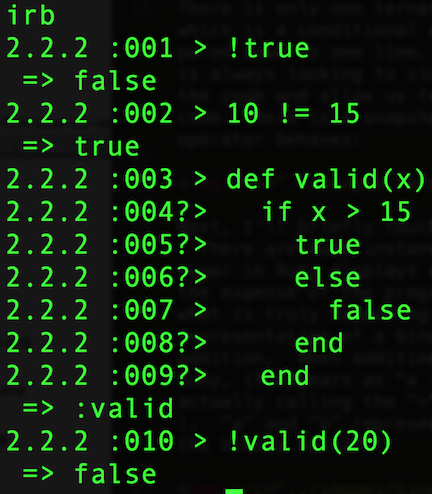 irb
2.2.2 :001 > !true
 => false
2.2.2 :002 > 10 != 15
 => true
2.2.2 :003 > def valid(x)
2.2.2 :004?>   if x > 15
2.2.2 :005?>     true
2.2.2 :006?>     else
2.2.2 :007 >       false
2.2.2 :008?>     end
2.2.2 :009?>   end
 => :valid
2.2.2 :010 > !valid(20)
 => false